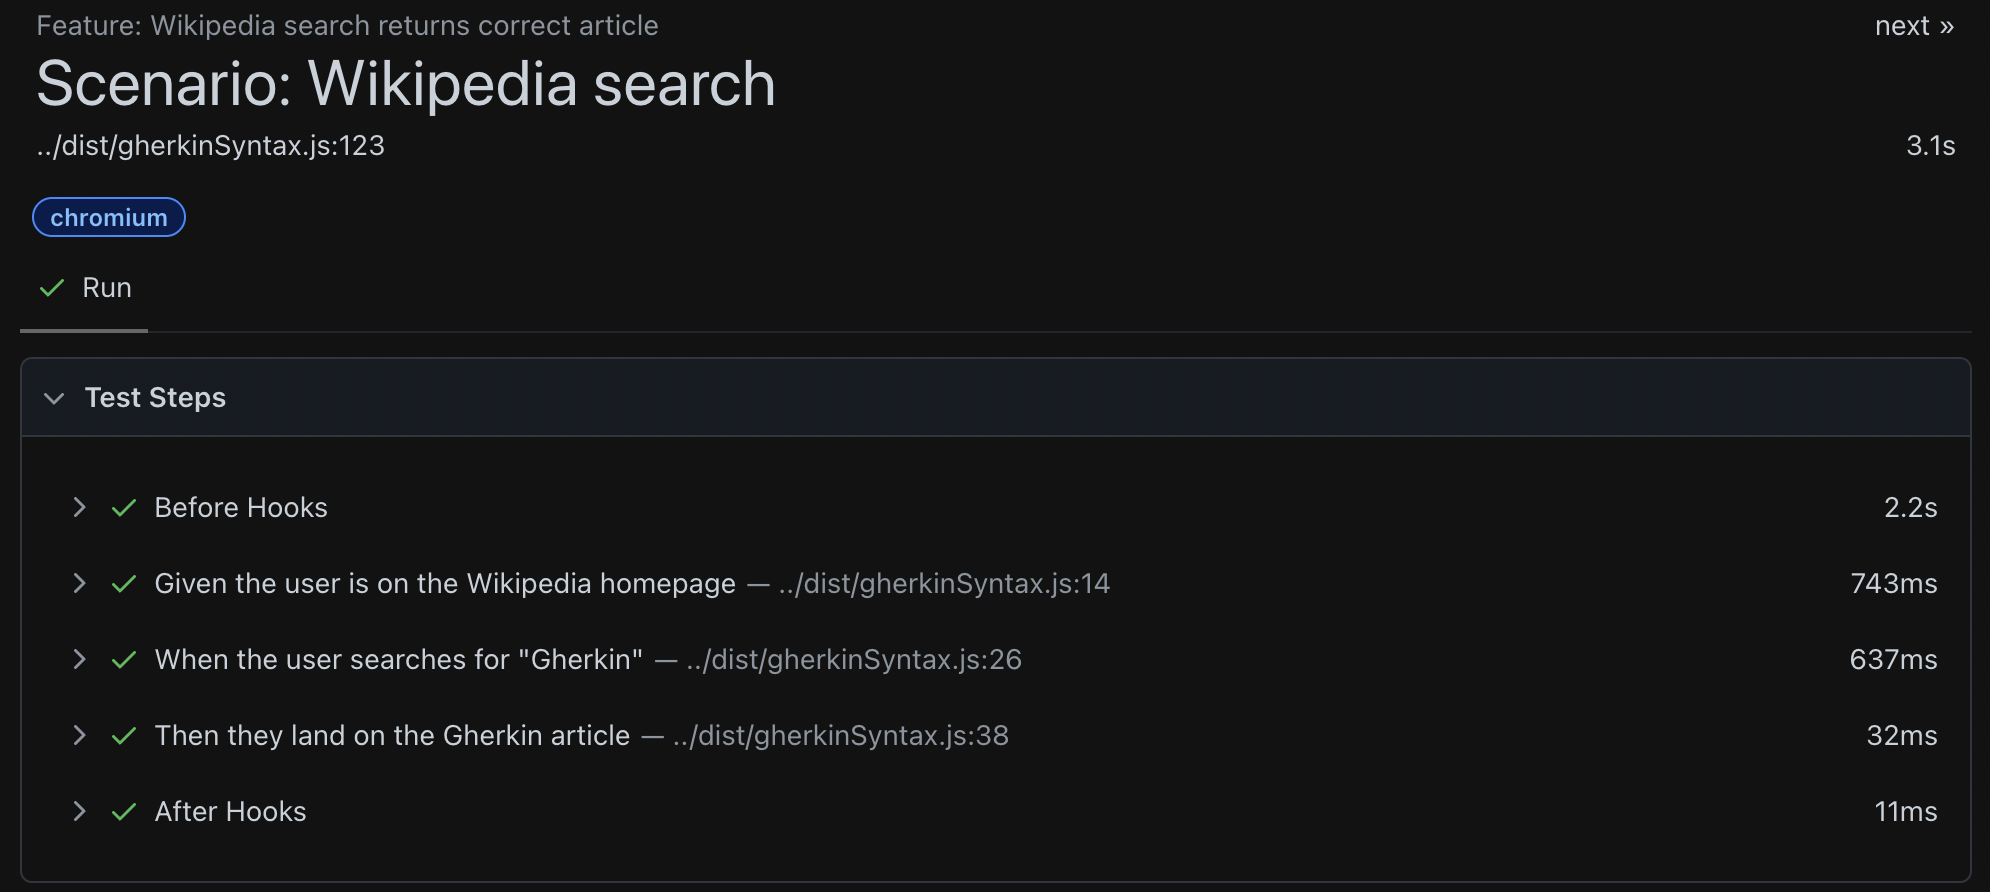 Feature: Wikipedia search returns correct article
next »
Scenario: Wikipedia search
../dist/gherkinSyntax.js:123
3.1s
chromium
Run
Test Steps
Before Hooks 2.2s
Given the user is on the Wikipedia homepage — ../dist/gherkinSyntax.js:14 743ms
When the user searches for "Gherkin" — ../dist/gherkinSyntax.js:26 637ms
Then they land on the Gherkin article — ../dist/gherkinSyntax.js:38 32ms
After Hooks 11ms